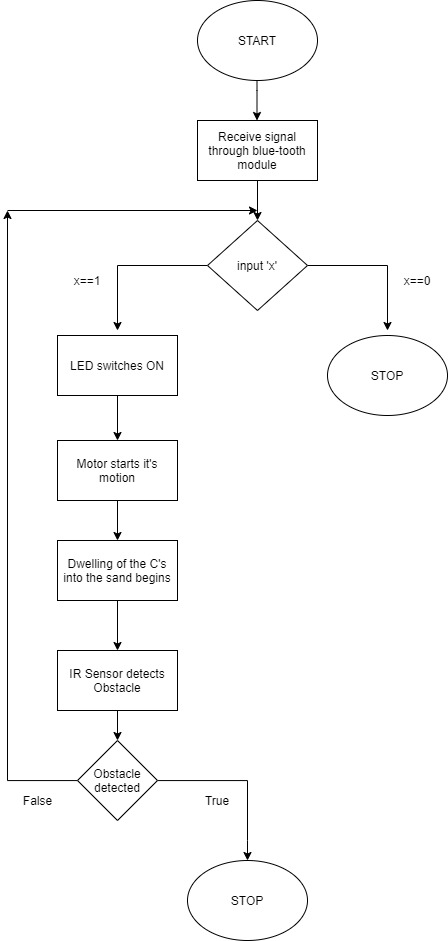 START
Receive signal
through blue-tooth
module
input 'x'
x==1
x==0
LED switches ON
STOP
Motor starts it's
motion
Dwelling of the C's
into the sand begins
IR Sensor detects
Obstacle
Obstacle
detected
False
True
STOP